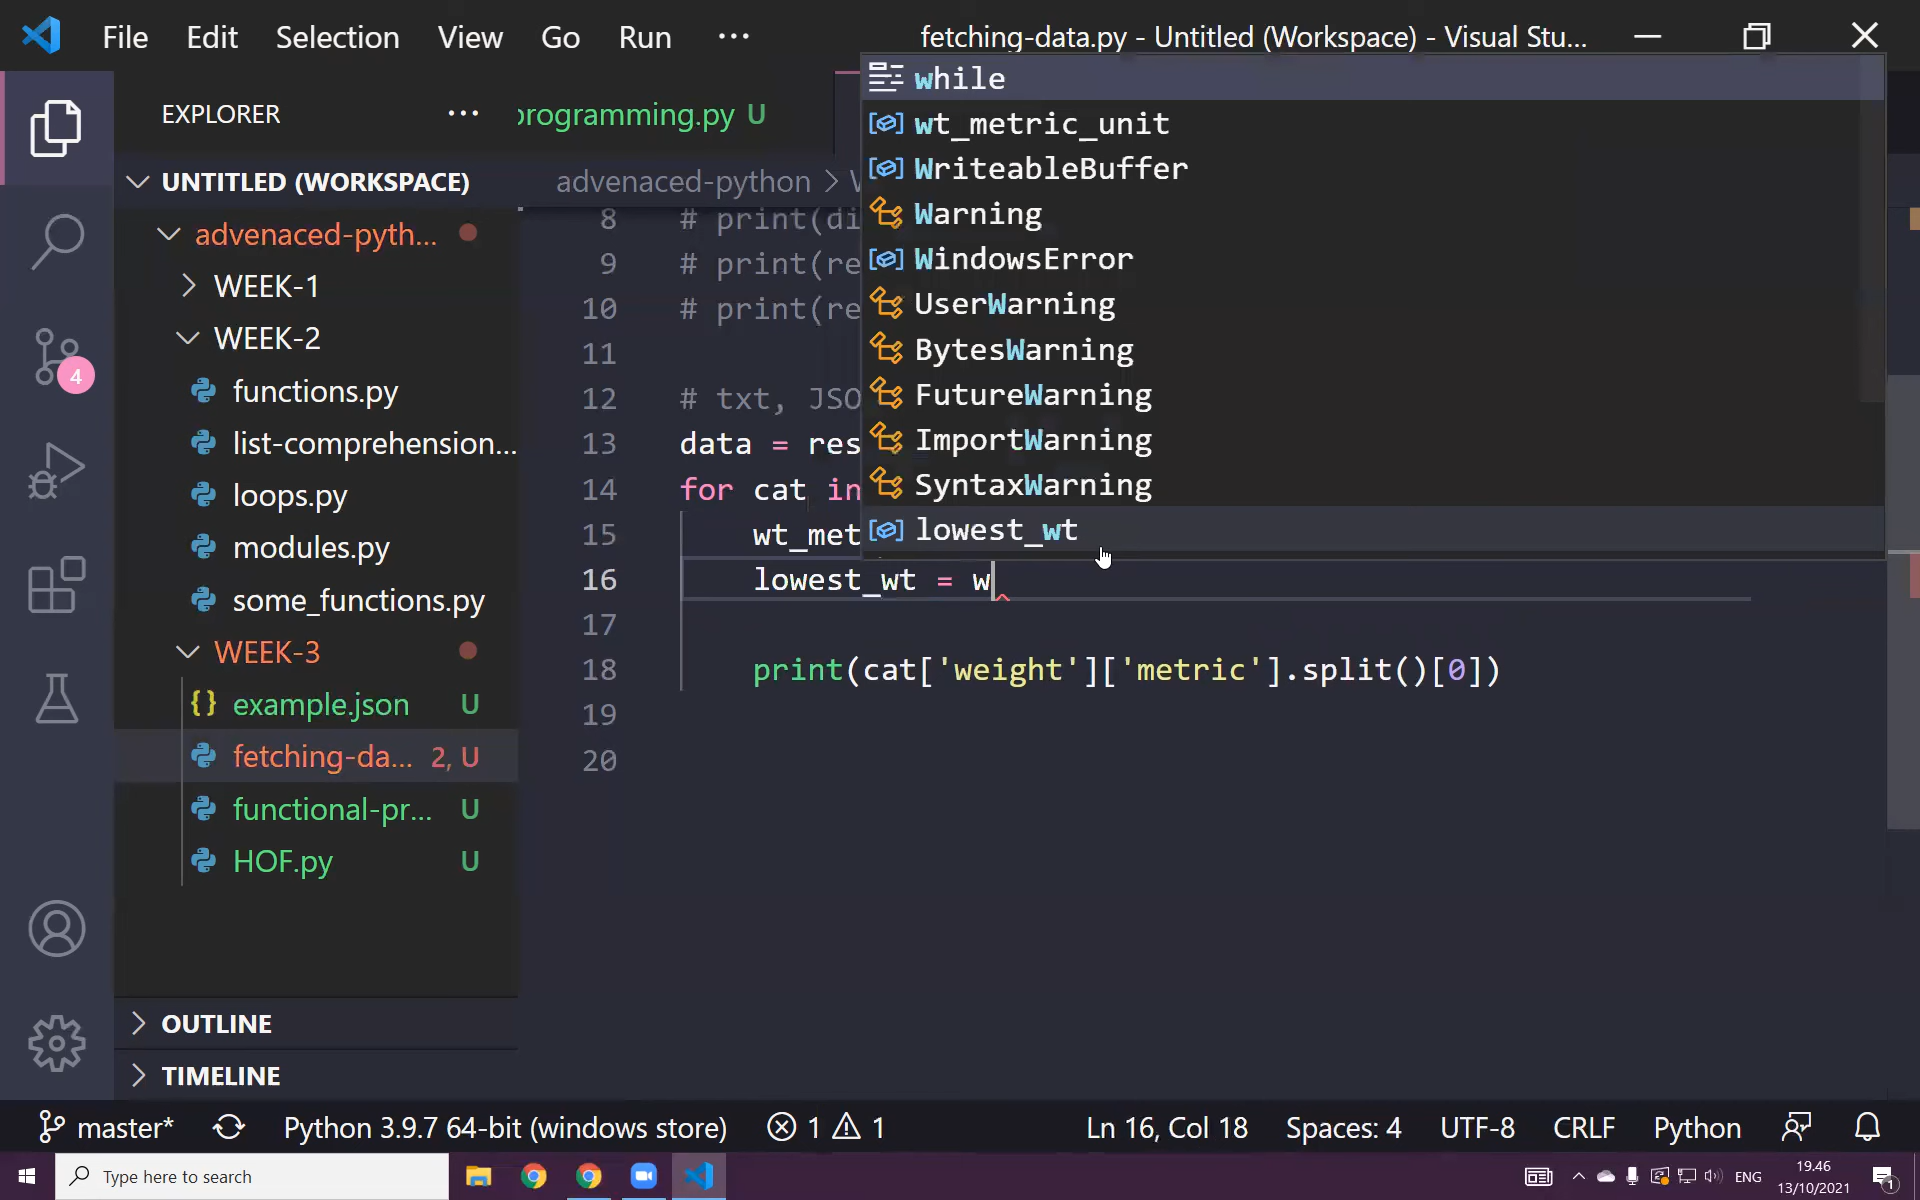 File Edit Selection View Go Run ··· fetching-data.py - Untitled (Workspace) - Visual Stu...
EXPLORER ···
programming.py U
UNTITLED (WORKSPACE)
advenaced-pyth...
WEEK-1
WEEK-2
functions.py
list-comprehension...
loops.py
modules.py
some_functions.py
WEEK-3
{} example.json U
fetching-da... 2, U
functional-pr... U
HOF.py U
OUTLINE
TIMELINE
4
advenaced-python >
8 # print(di
9 # print(re
10 # print(re
11
12 # txt, JSO
13 data = res
14 for cat in
15 wt_met
16 lowest_wt = w
17
18 print(cat['weight']['metric'].split()[0])
19
20
while
wt_metric_unit
WriteableBuffer
Warning
WindowsError
UserWarning
BytesWarning
FutureWarning
ImportWarning
SyntaxWarning
lowest_wt
master* Python 3.9.7 64-bit (windows store) 1 1 Ln 16, Col 18 Spaces: 4 UTF-8 CRLF Python
Type here to search
ENG
19.46
13/10/2021
1